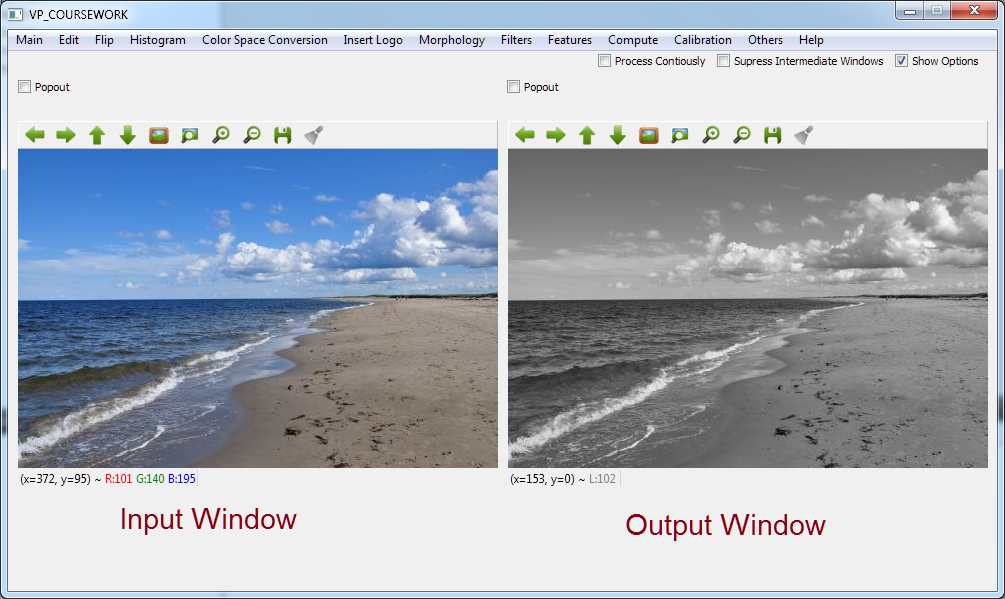 VP_COURSEWORK
Main Edit Flip Histogram Color Space Conversion Insert Logo Morphology Filters Features Compute Calibration Others Help
Process Contiously Supress Intermediate Windows Show Options
Popout Popout
(x=372, y=95) ~ R:101 G:140 B:195 (x=153, y=0) ~ L:102
Input Window
Output Window